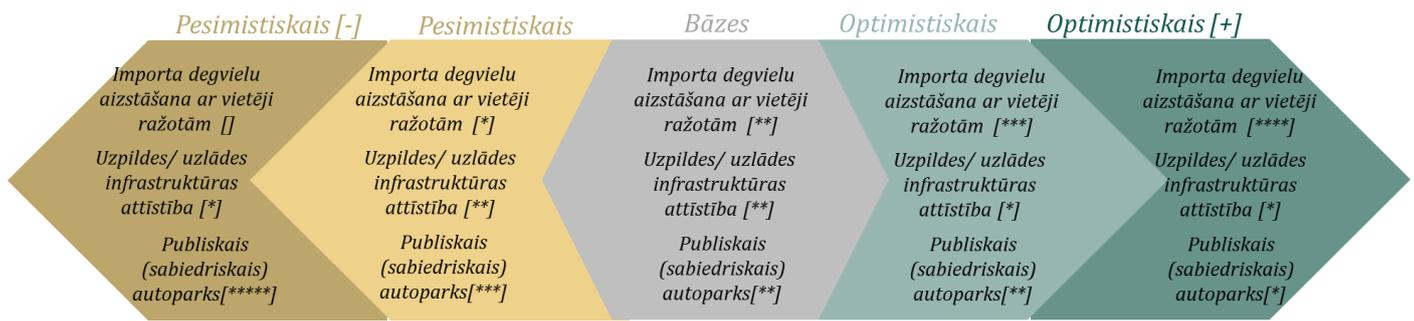 Pesimistiskais [-]
Importa degvielu
aizstāšana ar vietēji
ražotām []
Uzpildes/ uzlādes
infrastruktūras
attīstība [*]
Publiskais
(sabiedriskais)
autoparks[*****]
Pesimistiskais
Importa degvielu
aizstāšana ar vietēji
ražotām [*]
Uzpildes/ uzlādes
infrastruktūras
attīstība [**]
Publiskais
(sabiedriskais)
autoparks[***]
Bāzes
Importa degvielu
aizstāšana ar vietēji
ražotām [**]
Uzpildes/ uzlādes
infrastruktūras
attīstība [**]
Publiskais
(sabiedriskais)
autoparks[**]
Optimistiskais
Importa degvielu
aizstāšana ar vietēji
ražotām [***]
Uzpildes/ uzlādes
infrastruktūras
attīstība [*]
Publiskais
(sabiedriskais)
autoparks[**]
Optimistiskais [+]
Importa degvielu
aizstāšana ar vietēji
ražotām [****]
Uzpildes/ uzlādes
infrastruktūras
attīstība [*]
Publiskais
(sabiedriskais)
autoparks[*]